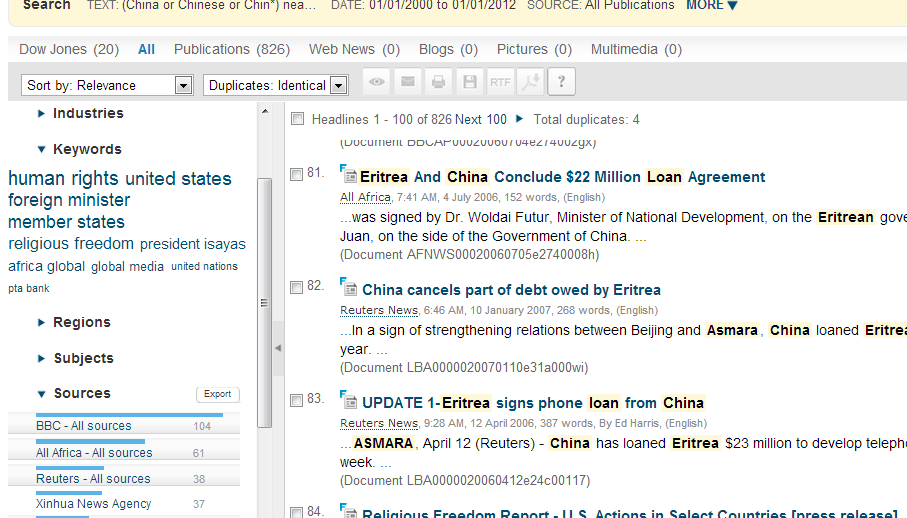 Search TEXT: (China or Chinese or Chin*) nea... DATE: 01/01/2000 to 01/01/2012 SOURCE: All Publications MORE ▼
Dow Jones (20) All Publications (826) Web News (0) Blogs (0) Pictures (0) Multimedia (0)
Sort by: Relevance Duplicates: Identical RTF ?
Industries
Keywords
human rights united states
foreign minister
member states
religious freedom president isayas
africa global global media united nations
pta bank
Regions
Subjects
Sources Export
BBC - All sources 104
All Africa - All sources 61
Reuters - All sources 38
Xinhua News Agency 37
Headlines 1 - 100 of 826 Next 100 ► Total duplicates: 4
(Document BBCAP00020060704e274002gx)
81. Eritrea And China Conclude $22 Million Loan Agreement
All Africa, 7:41 AM, 4 July 2006, 152 words, (English)
...was signed by Dr. Woldai Futur, Minister of National Development, on the Eritrean gove
Juan, on the side of the Government of China. ...
(Document AFNWS00020060705e2740008h)
82. China cancels part of debt owed by Eritrea
Reuters News, 6:46 AM, 10 January 2007, 268 words, (English)
...In a sign of strengthening relations between Beijing and Asmara, China loaned Eritrea
year. ...
(Document LBA0000020070110e31a000wi)
83. UPDATE 1-Eritrea signs phone loan from China
Reuters News, 9:28 AM, 12 April 2006, 387 words, By Ed Harris, (English)
...ASMARA, April 12 (Reuters) - China has loaned Eritrea $23 million to develop teleph
week. ...
(Document LBA0000020060412e24c00117)
84. Religious Freedom Report - U.S. Actions in Select Countries [press release]